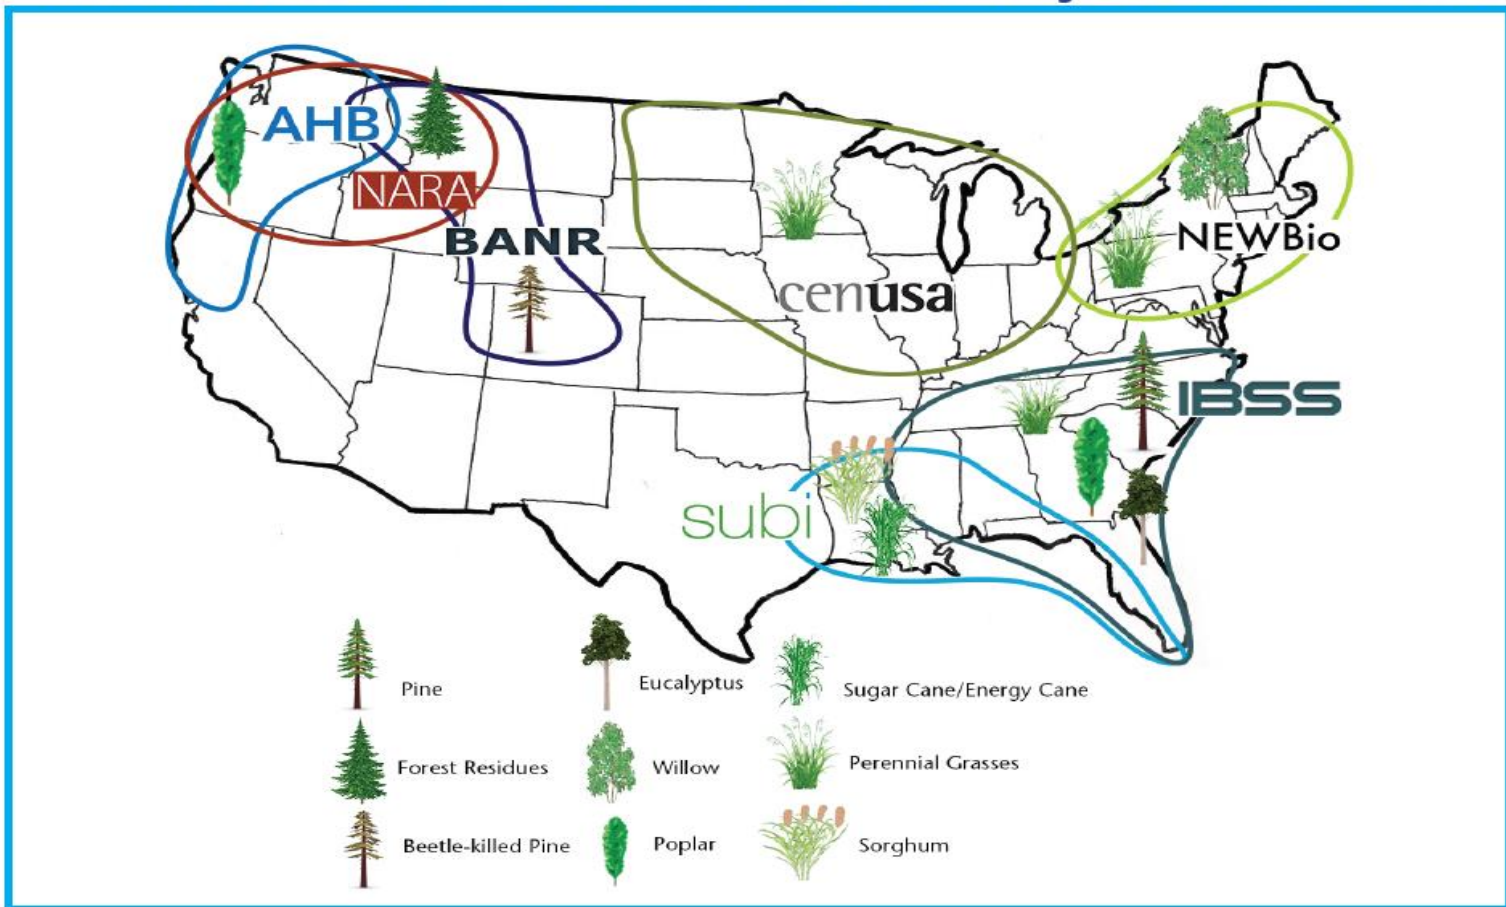 AHB
NARA
BANR
cenusa
NEWBio
IBSS
subi
Pine
Eucalyptus
Sugar Cane/Energy Cane
Forest Residues
Willow
Perennial Grasses
Beetle-killed Pine
Poplar
Sorghum